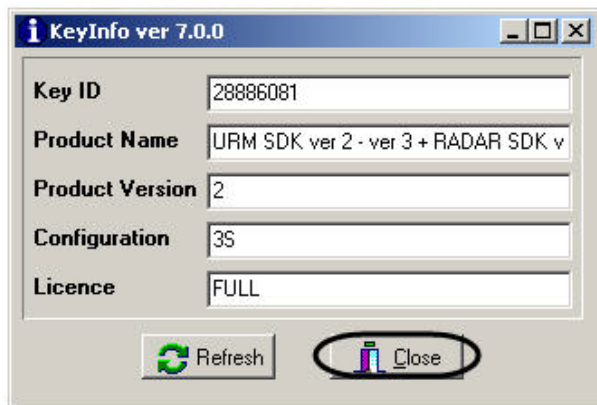 KeyInfo ver 7.0.0
Key ID 28886081
Product Name URM SDK ver 2 - ver 3 + RADAR SDK v
Product Version 2
Configuration 3S
Licence FULL
Refresh Close